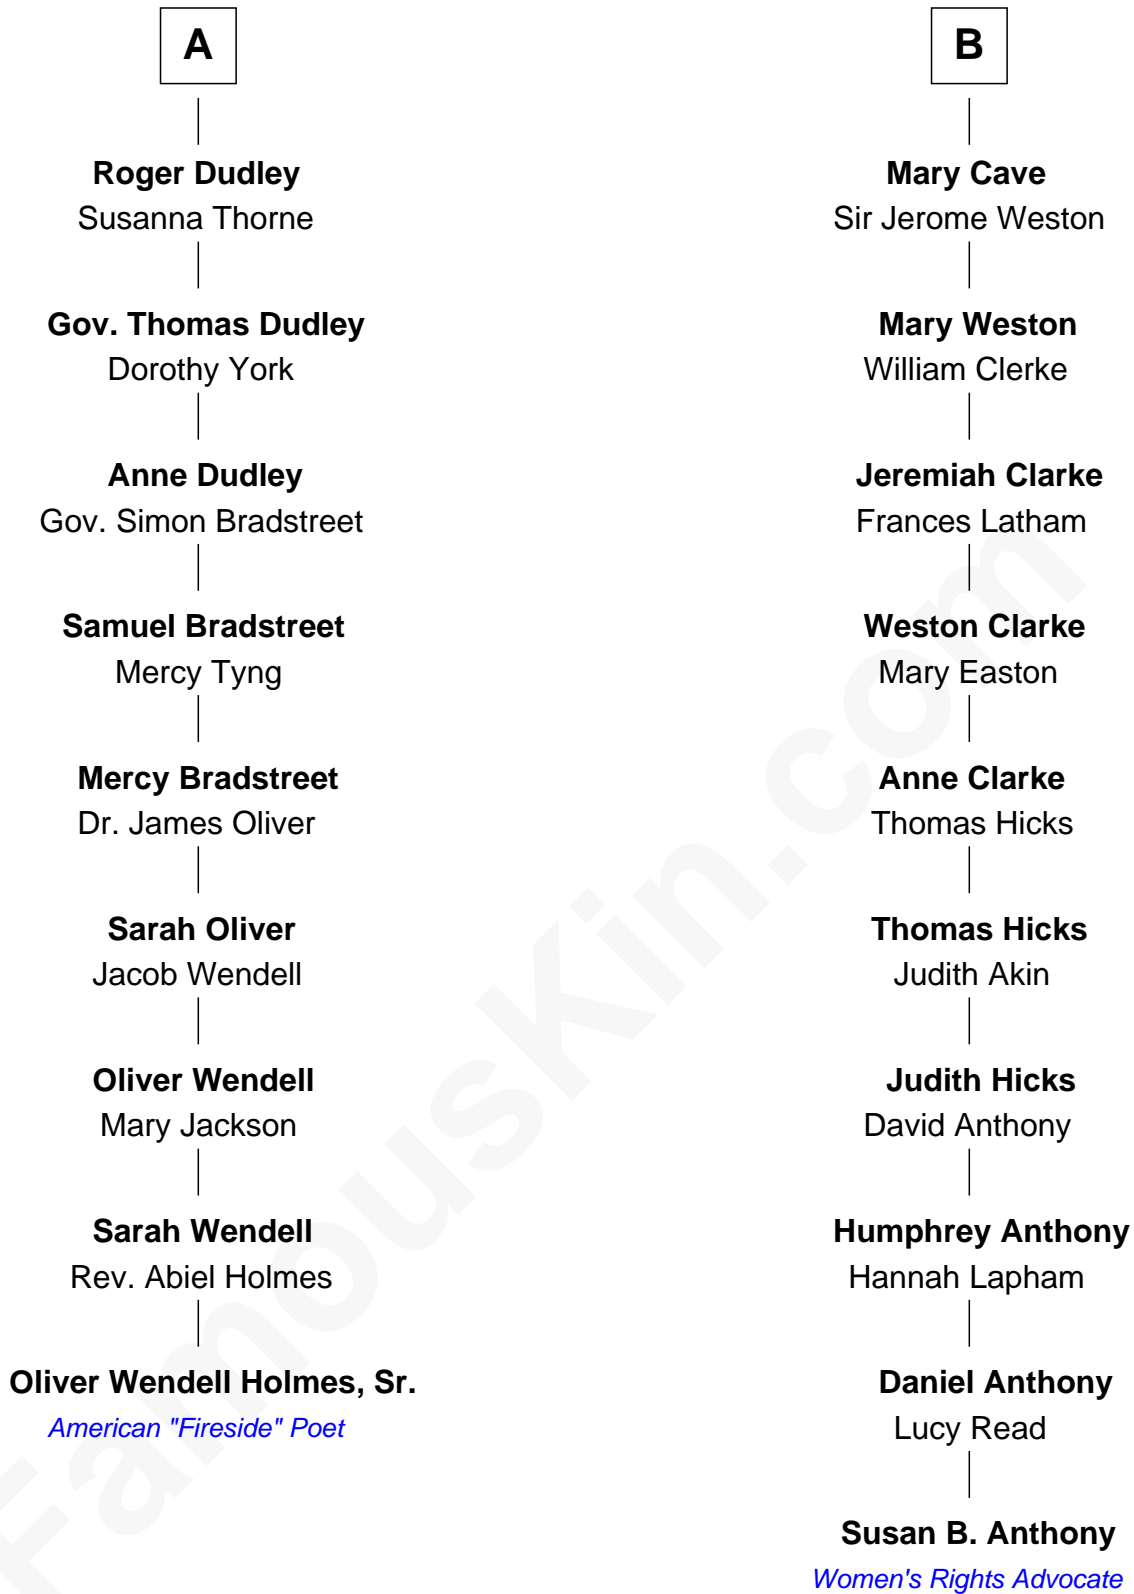 A
Roger Dudley
Susanna Thorne
Gov. Thomas Dudley
Dorothy York
Anne Dudley
Gov. Simon Bradstreet
Samuel Bradstreet
Mercy Tyng
Mercy Bradstreet
Dr. James Oliver
Sarah Oliver
Jacob Wendell
Oliver Wendell
Mary Jackson
Sarah Wendell
Rev. Abiel Holmes
Oliver Wendell Holmes, Sr.
American "Fireside" Poet
B
Mary Cave
Sir Jerome Weston
Mary Weston
William Clerke
Jeremiah Clarke
Frances Latham
Weston Clarke
Mary Easton
Anne Clarke
Thomas Hicks
Thomas Hicks
Judith Akin
Judith Hicks
David Anthony
Humphrey Anthony
Hannah Lapham
Daniel Anthony
Lucy Read
Susan B. Anthony
Women's Rights Advocate
FamousKin.com